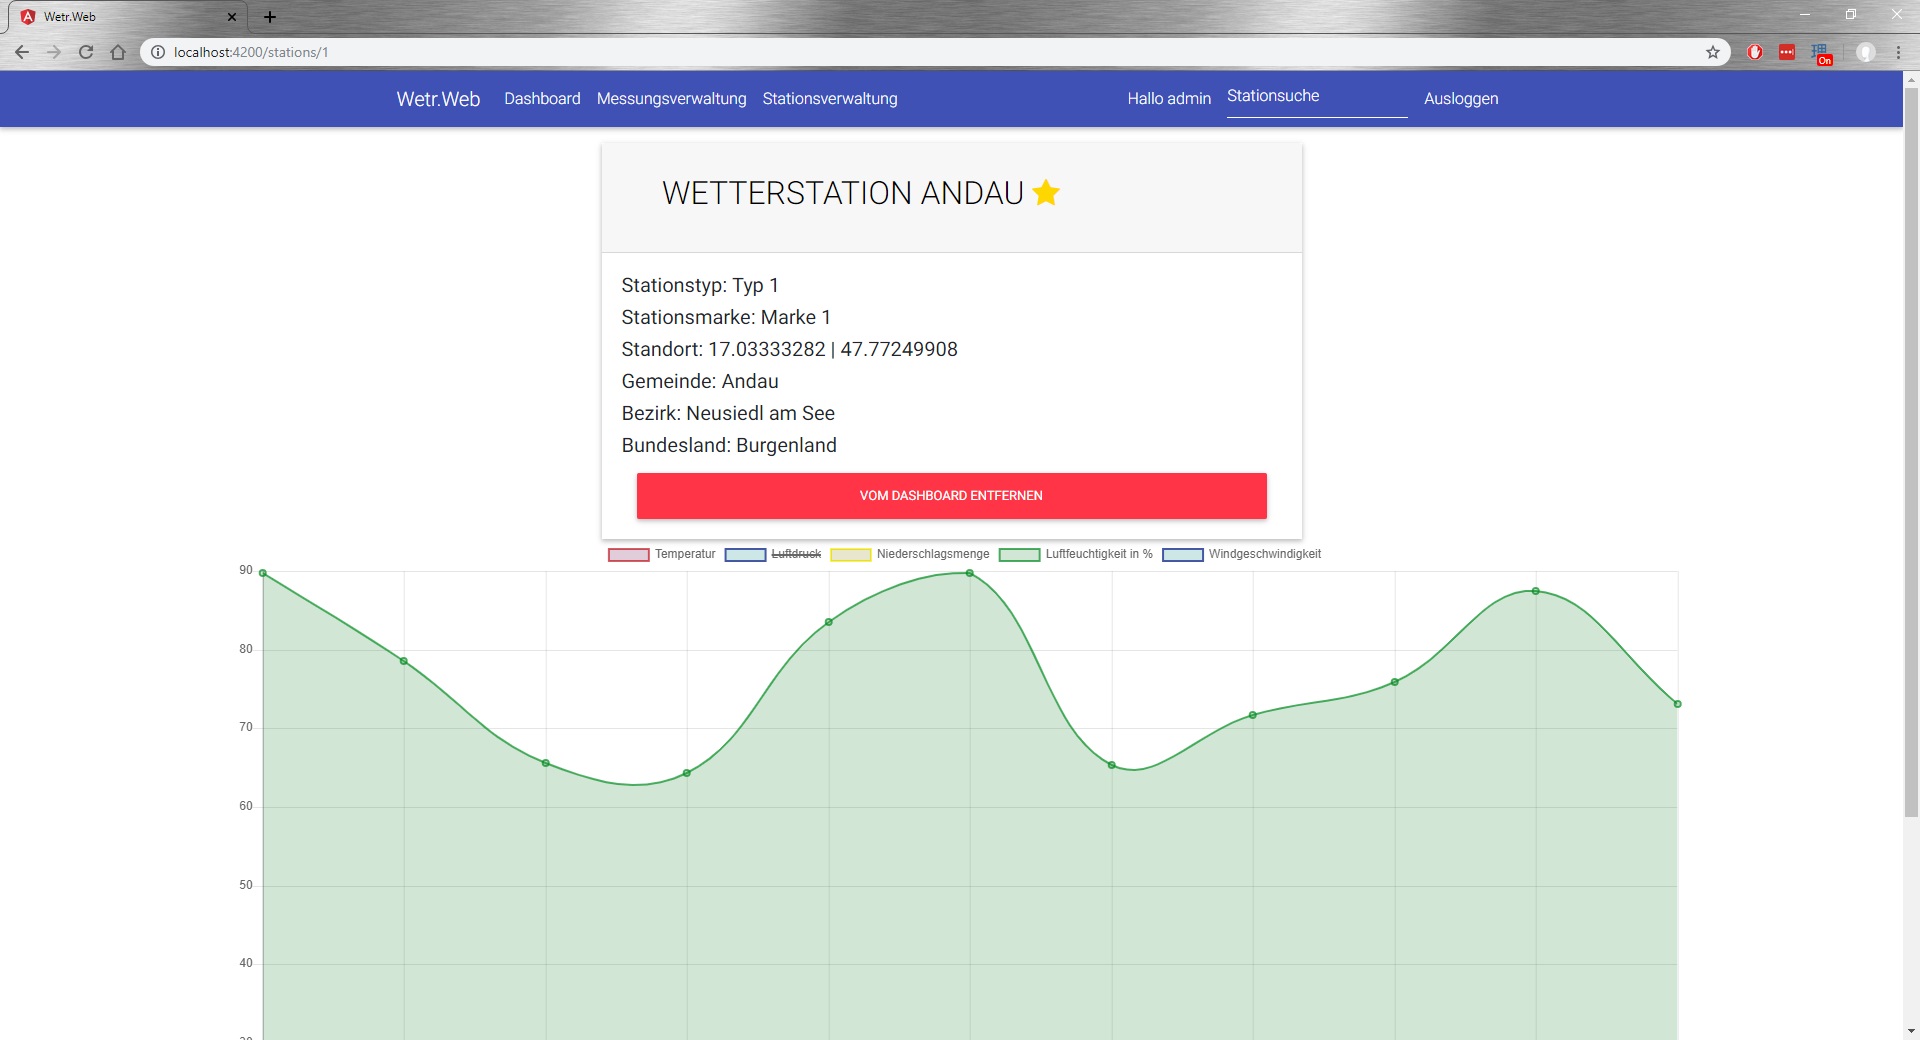 Wetr.Web
localhost:4200/stations/1
On
Wetr.Web Dashboard Messungsverwaltung Stationsverwaltung Hallo admin Stationsuche Ausloggen
WETTERSTATION ANDAU
Stationstyp: Typ 1
Stationsmarke: Marke 1
Standort: 17.03333282 | 47.77249908
Gemeinde: Andau
Bezirk: Neusiedl am See
Bundesland: Burgenland
VOM DASHBOARD ENTFERNEN
Temperatur Luftdruck Niederschlagsmenge Luftfeuchtigkeit in % Windgeschwindigkeit
90
80
70
60
50
40